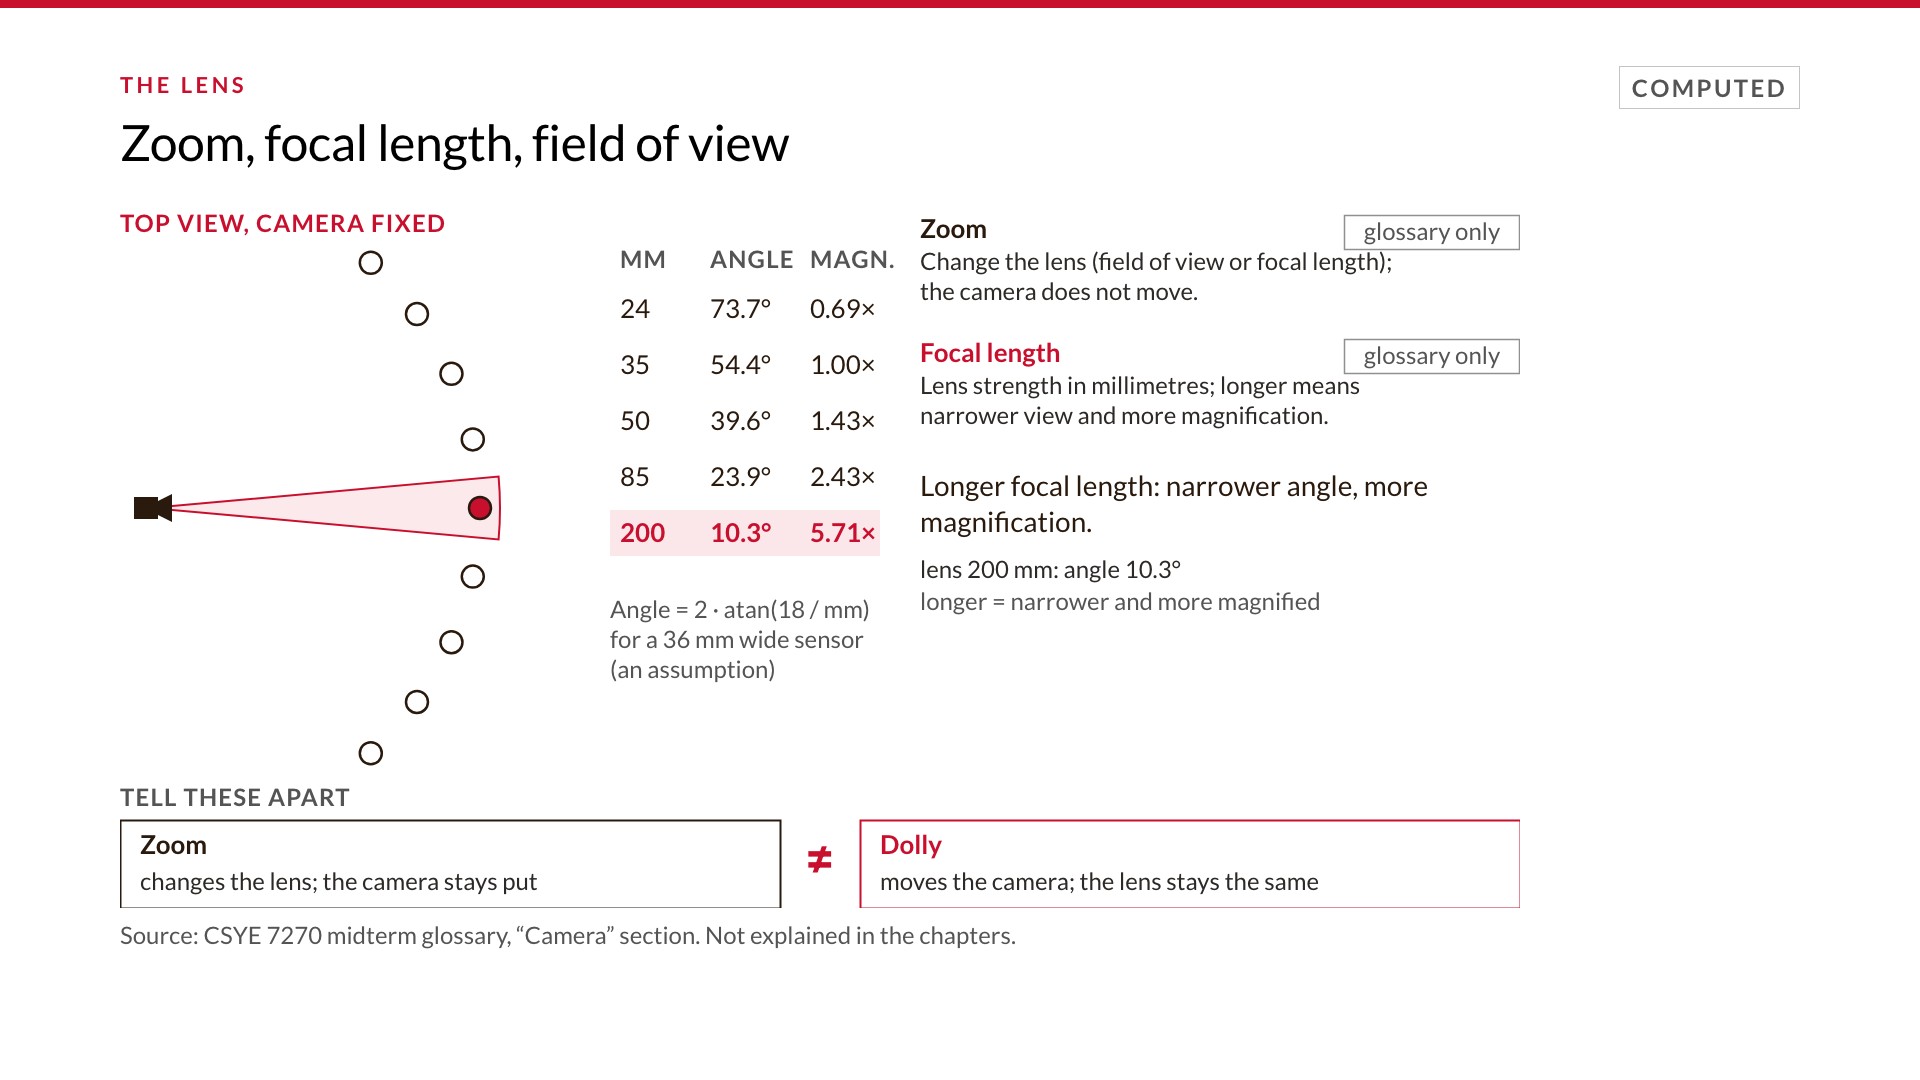 THE LENS
COMPUTED
Zoom, focal length, field of view
TOP VIEW, CAMERA FIXED
MM ANGLE MAGN.
24 73.7° 0.69×
35 54.4° 1.00×
50 39.6° 1.43×
85 23.9° 2.43×
200 10.3° 5.71×
Angle = 2 · atan(18 / mm)
for a 36 mm wide sensor
(an assumption)
Zoom
glossary only
Change the lens (field of view or focal length);
the camera does not move.
Focal length
glossary only
Lens strength in millimetres; longer means
narrower view and more magnification.
Longer focal length: narrower angle, more
magnification.
lens 200 mm: angle 10.3°
longer = narrower and more magnified
TELL THESE APART
Zoom
changes the lens; the camera stays put
≠
Dolly
moves the camera; the lens stays the same
Source: CSYE 7270 midterm glossary, “Camera” section. Not explained in the chapters.